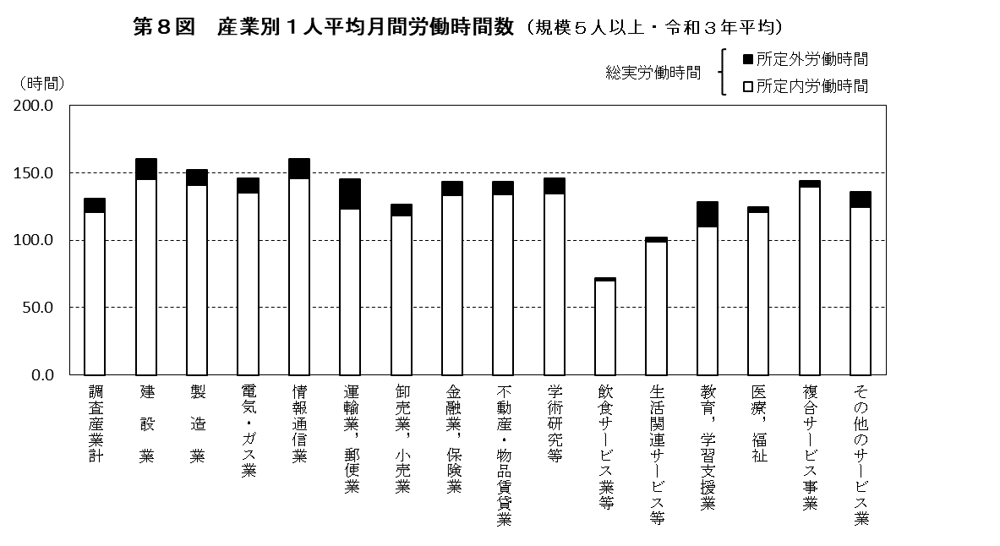 第８図　産業別１人平均月間労働時間数（規模５人以上・令和３年平均）
総実労働時間
■所定外労働時間
□所定内労働時間
（時間）
200.0
150.0
100.0
50.0
0.0
調査産業計
建設業
製造業
電気・ガス業
情報通信業
運輸業，郵便業
卸売業，小売業
金融業，保険業
不動産・物品賃貸業
学術研究等
飲食サービス業等
生活関連サービス等
教育，学習支援業
医療，福祉
複合サービス事業
その他のサービス業